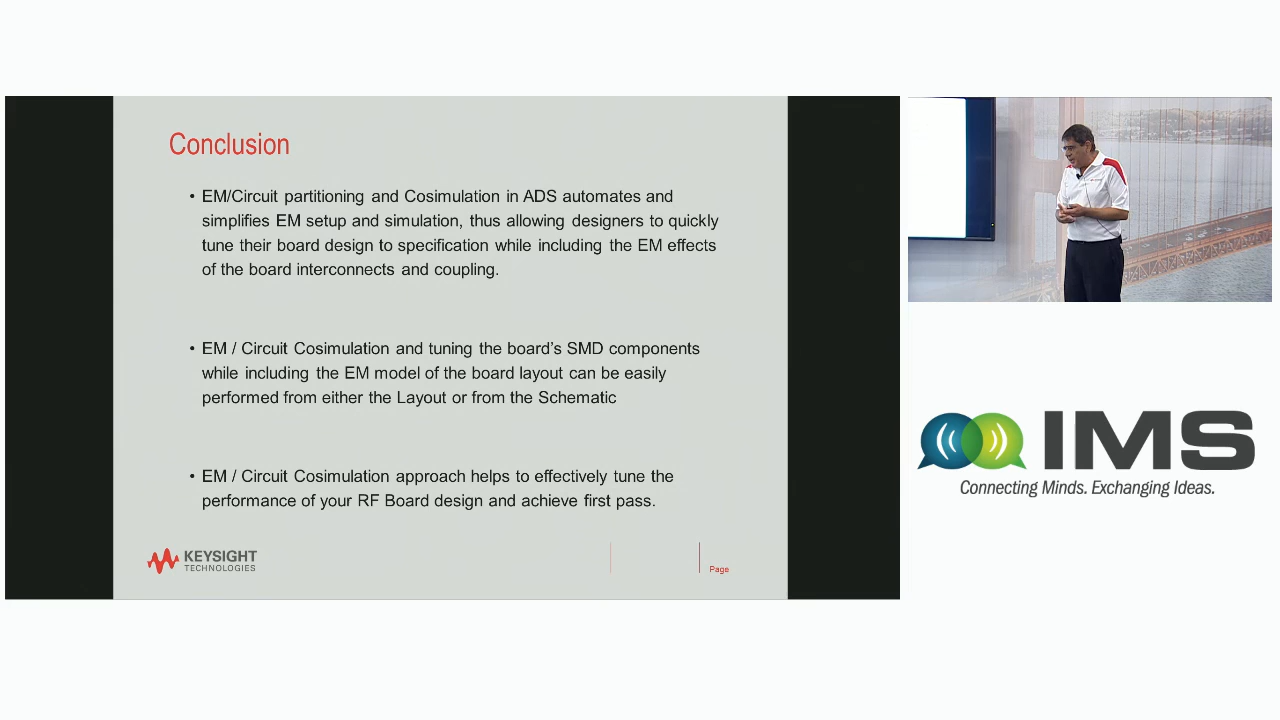 Conclusion
• EM/Circuit partitioning and Cosimulation in ADS automates and
simplifies EM setup and simulation, thus allowing designers to quickly
tune their board design to specification while including the EM effects
of the board interconnects and coupling.
• EM / Circuit Cosimulation and tuning the board's SMD components
while including the EM model of the board layout can be easily
performed from either the Layout or from the Schematic
• EM / Circuit Cosimulation approach helps to effectively tune the
performance of your RF Board design and achieve first pass.
KEYSIGHT
TECHNOLOGIES
Page
IMS
Connecting Minds. Exchanging Ideas.